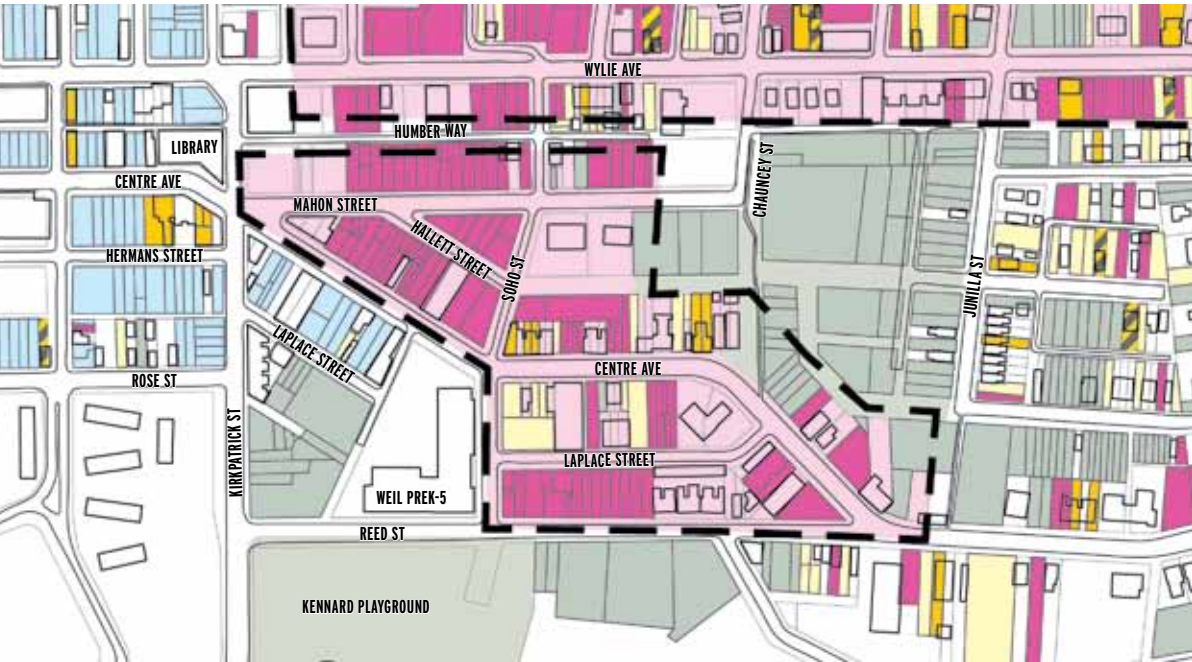 WYLIE AVE
HUMBER WAY
LIBRARY
CENTRE AVE
CHAUNCEY ST
MAHON STREET
HALLETT STREET
HERMANS STREET
SOHO ST
JUNILLA ST
LAPLACE STREET
CENTRE AVE
ROSE ST
KIRKPATRICK ST
LAPLACE STREET
WEIL PREK-5
REED ST
KENNARD PLAYGROUND